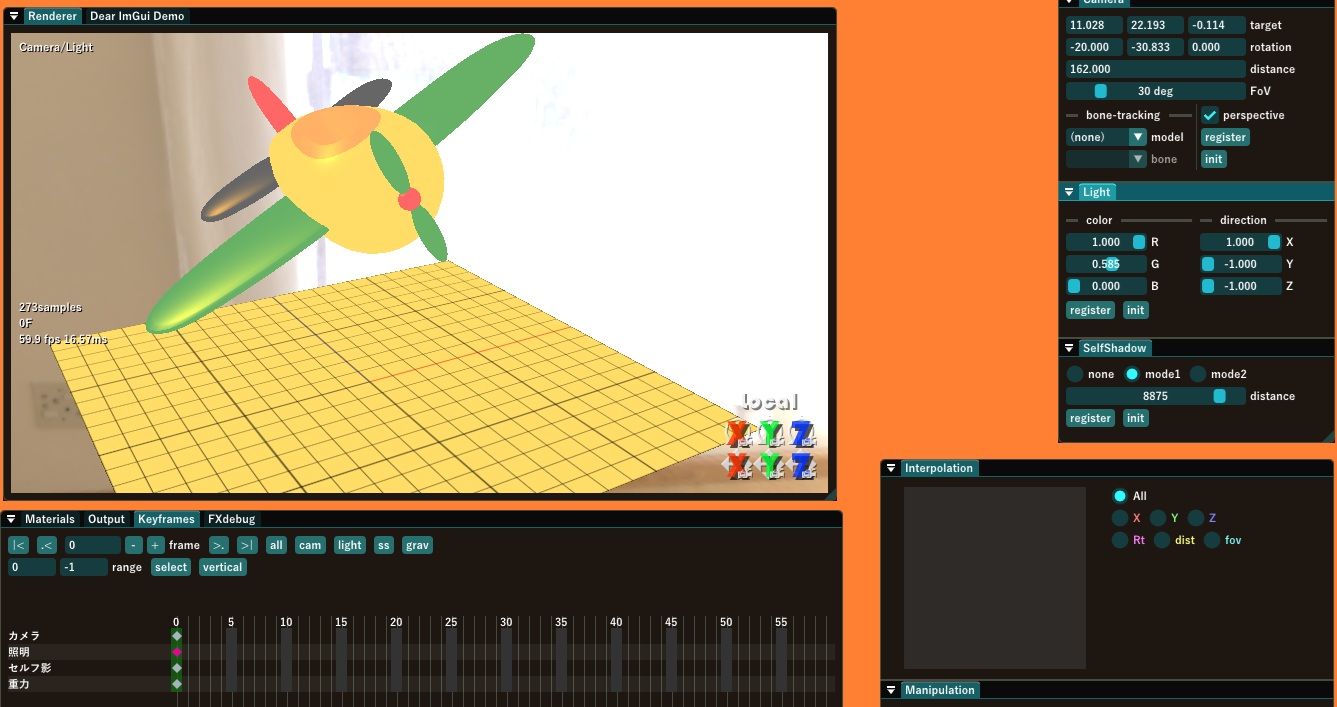 Renderer Dear ImGui Demo
Camera/Light
273samples
0F
59.9 fps 16.57ms
Local
X Y Z
X Y Z
Materials Output Keyframes FXdebug
|< .< 0 - + frame >. >| all cam light ss grav
0 -1 range select vertical
0 5 10 15 20 25 30 35 40 45 50 55
カメラ
照明
セルフ影
重力
Camera
11.028 22.193 -0.114 target
-20.000 -30.833 0.000 rotation
162.000 distance
30 deg FoV
bone-tracking perspective
(none) model register
bone init
Light
color direction
1.000 R 1.000 X
0.585 G -1.000 Y
0.000 B -1.000 Z
register init
SelfShadow
none mode1 mode2
8875 distance
register init
Interpolation
All
X Y Z
Rt dist fov
Manipulation